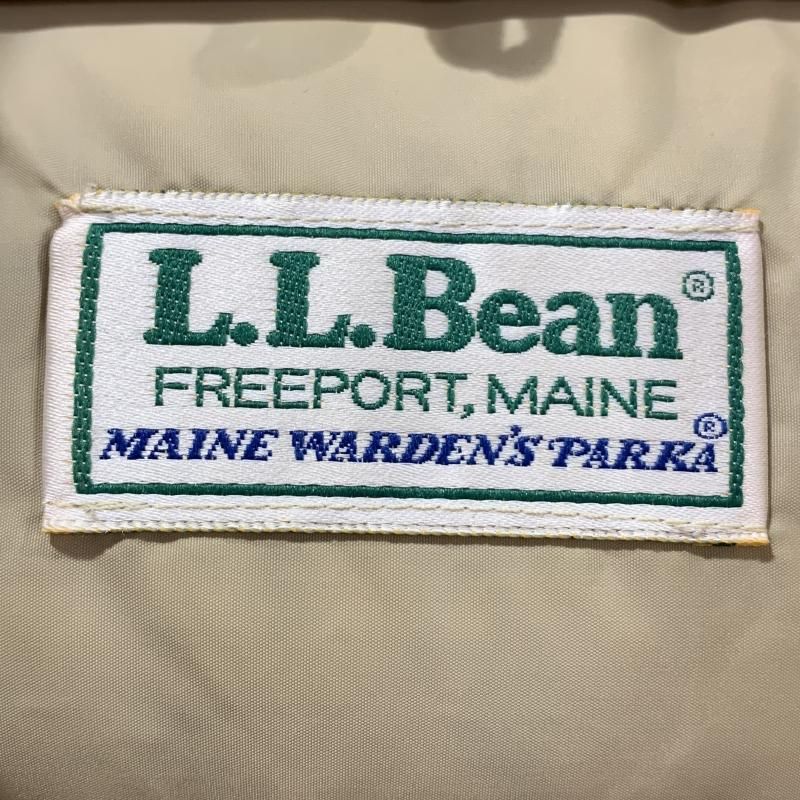 L.L.Bean®
FREEPORT, MAINE
MAINE WARDEN'S PARKA®